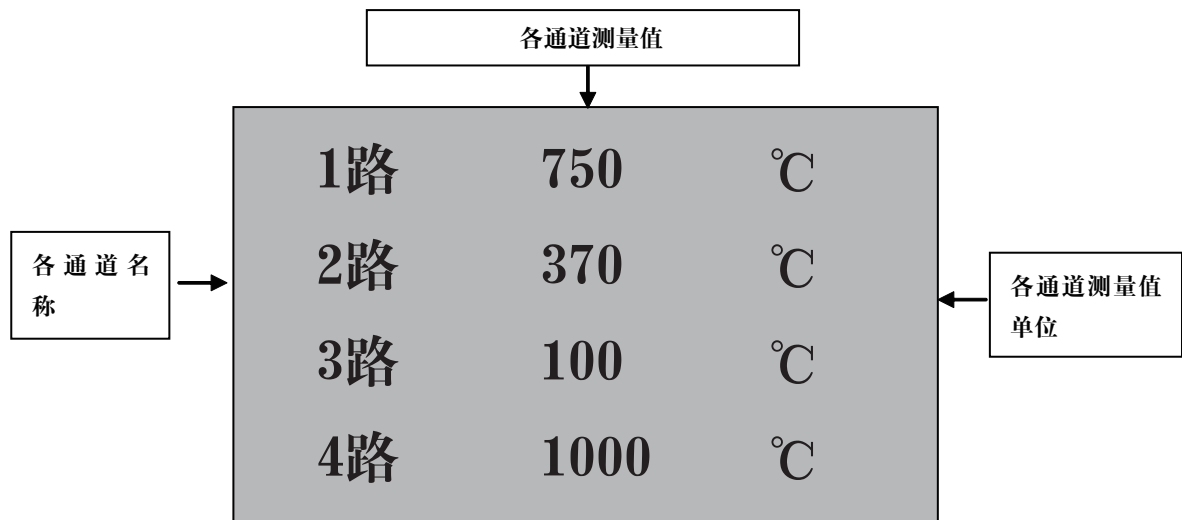 各通道测量值
1路 750 ℃
各通道名
称
2路 370 ℃
各通道测量值
单位
3路 100 ℃
4路 1000 ℃